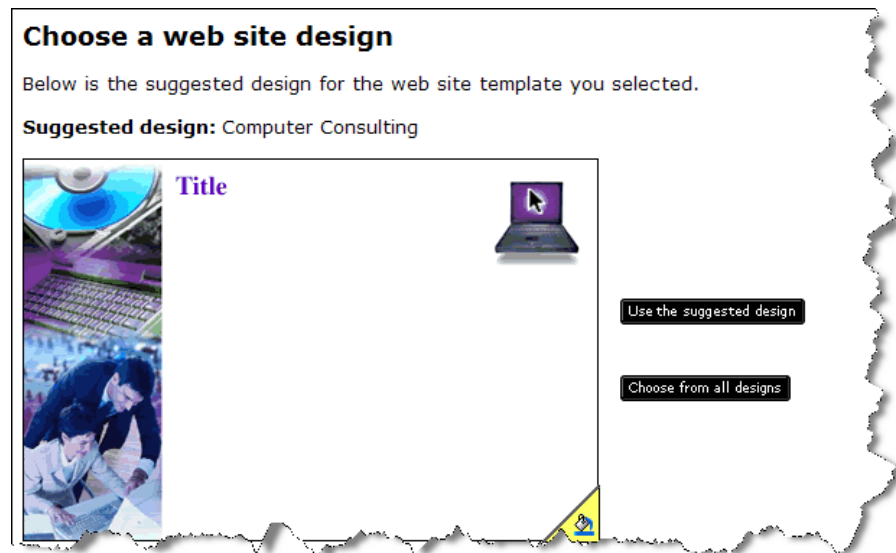 Choose a web site design
Below is the suggested design for the web site template you selected.
Suggested design: Computer Consulting
Title
Use the suggested design
Choose from all designs